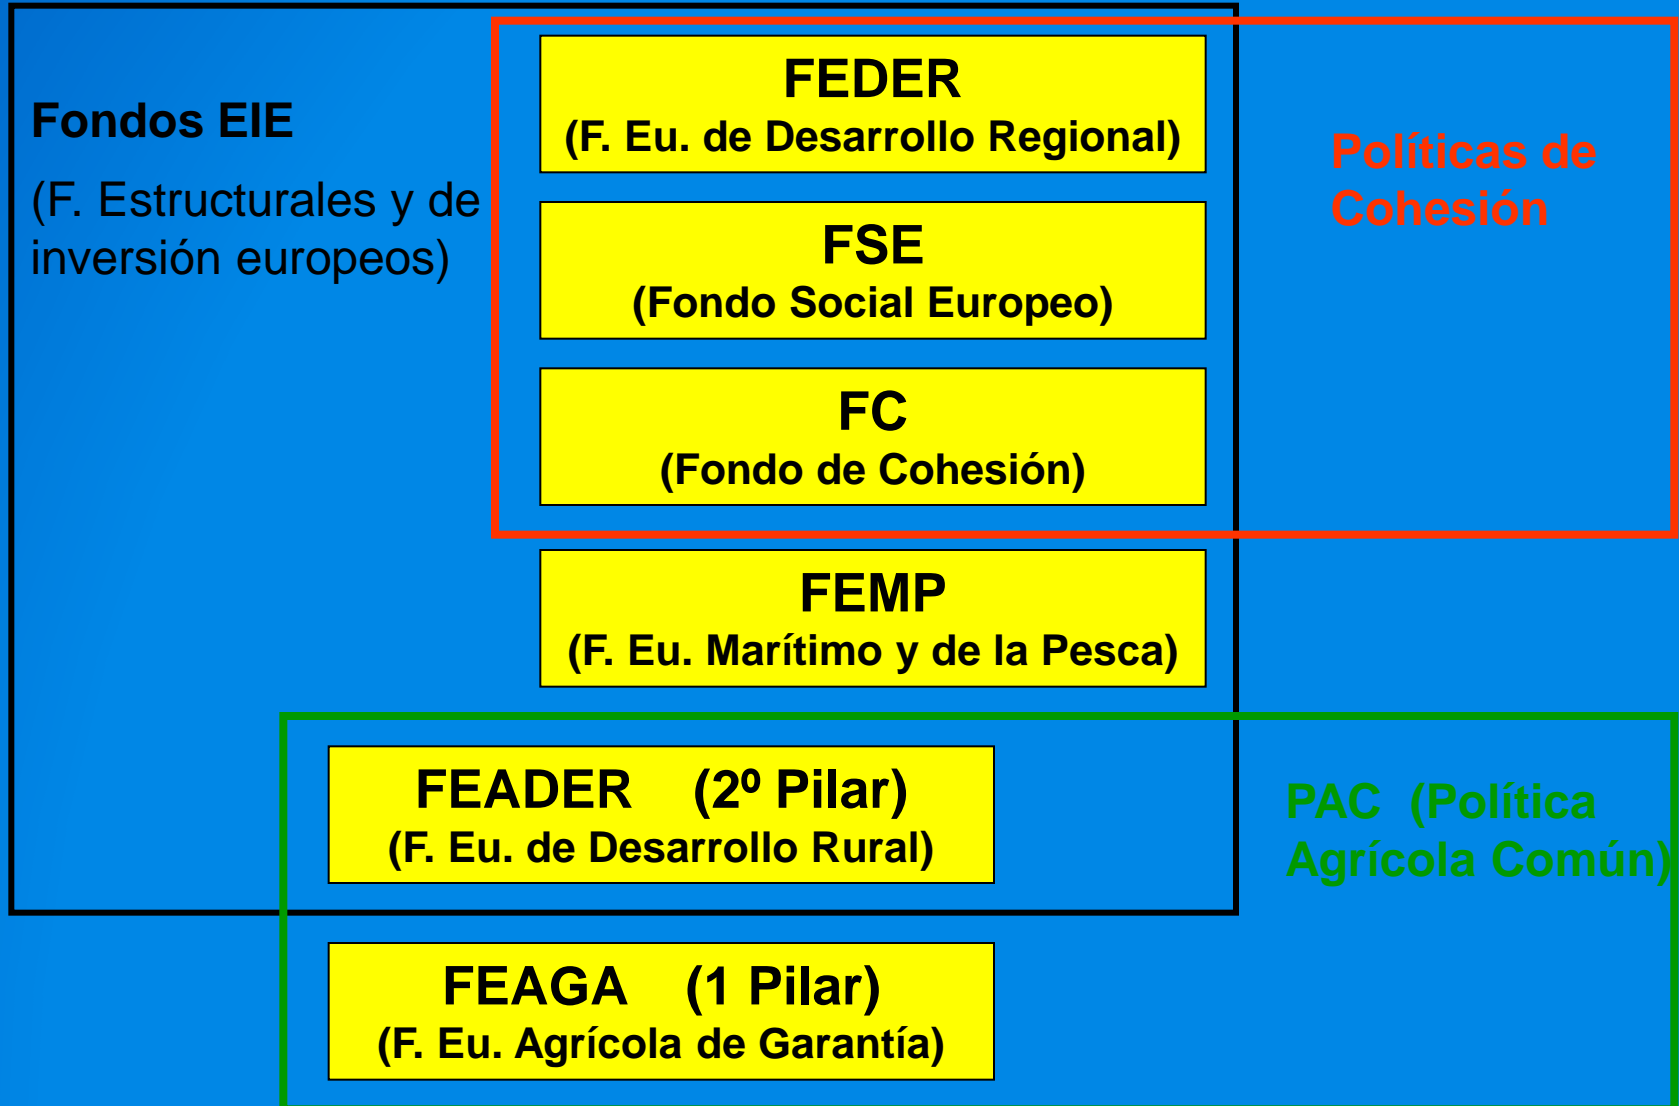 Fondos EIE
(F. Estructurales y de
inversión europeos)
FEDER
(F. Eu. de Desarrollo Regional)
FSE
(Fondo Social Europeo)
FC
(Fondo de Cohesión)
Políticas de
Cohesión
FEMP
(F. Eu. Marítimo y de la Pesca)
FEADER (2º Pilar)
(F. Eu. de Desarrollo Rural)
PAC (Política
Agrícola Común)
FEAGA (1 Pilar)
(F. Eu. Agrícola de Garantía)